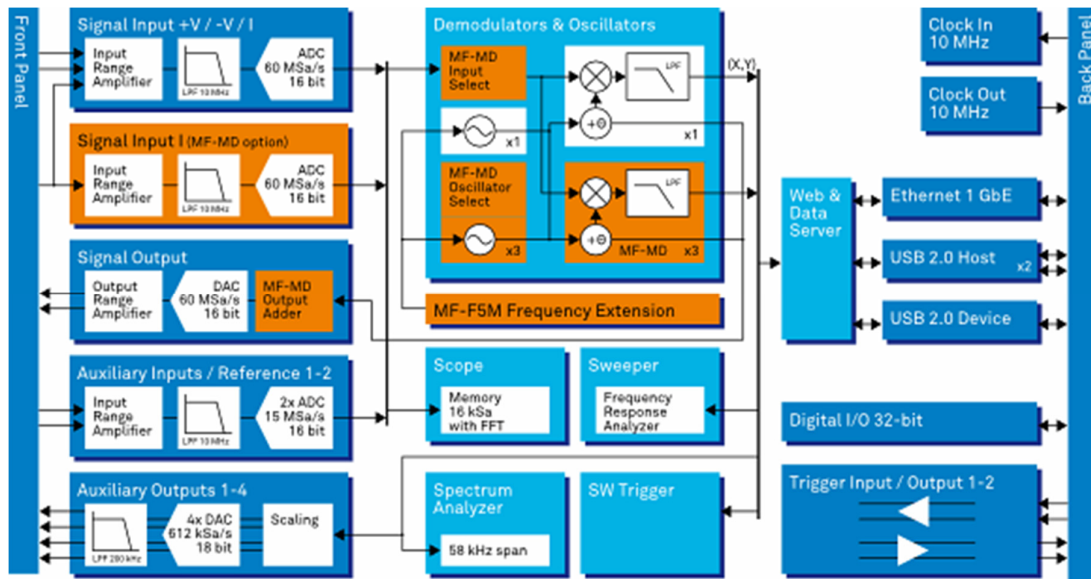 Front Panel
Signal Input +V / -V / I
Input
Range
Amplifier
LPF 10 MHz
ADC
60 MSa/s
16 bit
Signal Input I (MF-MD option)
Input
Range
Amplifier
LPF 10 MHz
ADC
60 MSa/s
16 bit
Signal Output
Output
Range
Amplifier
DAC
60 MSa/s
16 bit
MF-MD
Output
Adder
Auxiliary Inputs / Reference 1-2
Input
Range
Amplifier
LPF 10 MHz
2x ADC
15 MSa/s
16 bit
Auxiliary Outputs 1-4
LPF 200 kHz
4x DAC
612 kSa/s
18 bit
Scaling
Demodulators & Oscillators
MF-MD
Input
Select
x1
MF-MD
Oscillator
Select
x3
LPF
(X,Y)
+Θ
x1
LPF
+Θ
MF-MD
x3
MF-F5M Frequency Extension
Scope
Memory
16 kSa
with FFT
Sweeper
Frequency
Response
Analyzer
Spectrum
Analyzer
58 kHz span
SW Trigger
Web &
Data
Server
Clock In
10 MHz
Clock Out
10 MHz
Ethernet 1 GbE
USB 2.0 Host
x2
USB 2.0 Device
Digital I/O 32-bit
Trigger Input / Output 1-2
Back Panel